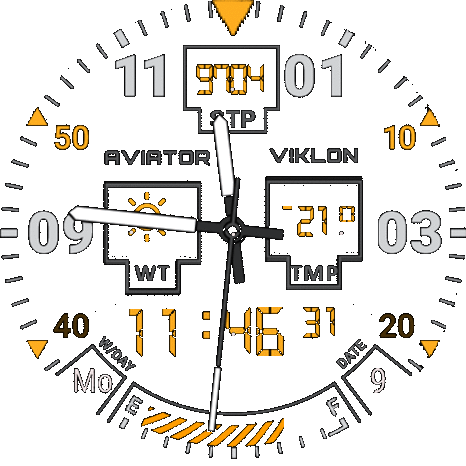 9704
11 01
STP
50 10
AVIATOR VIKLON
-21°
09 03
WT TMP
11:46 31
40 20
W/DAY DATE
Mo 9
E F